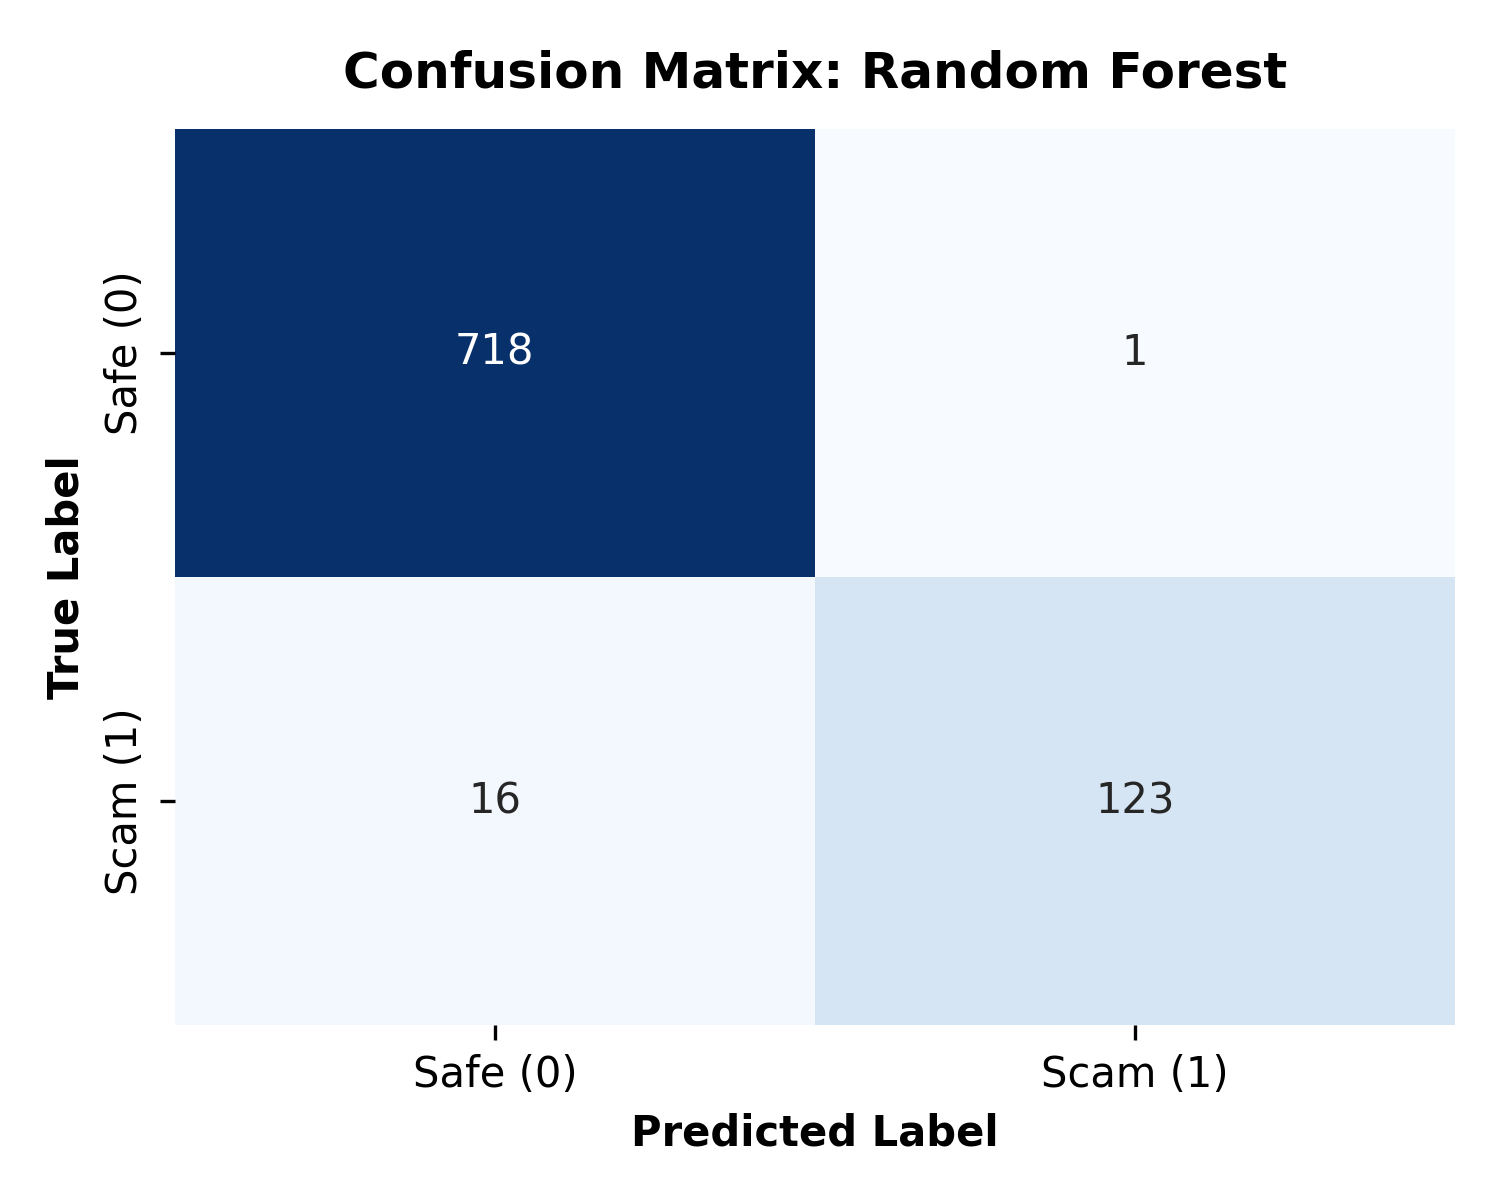 Confusion Matrix: Random Forest
True Label
Safe (0)
718
1
Scam (1)
16
123
Safe (0)
Scam (1)
Predicted Label